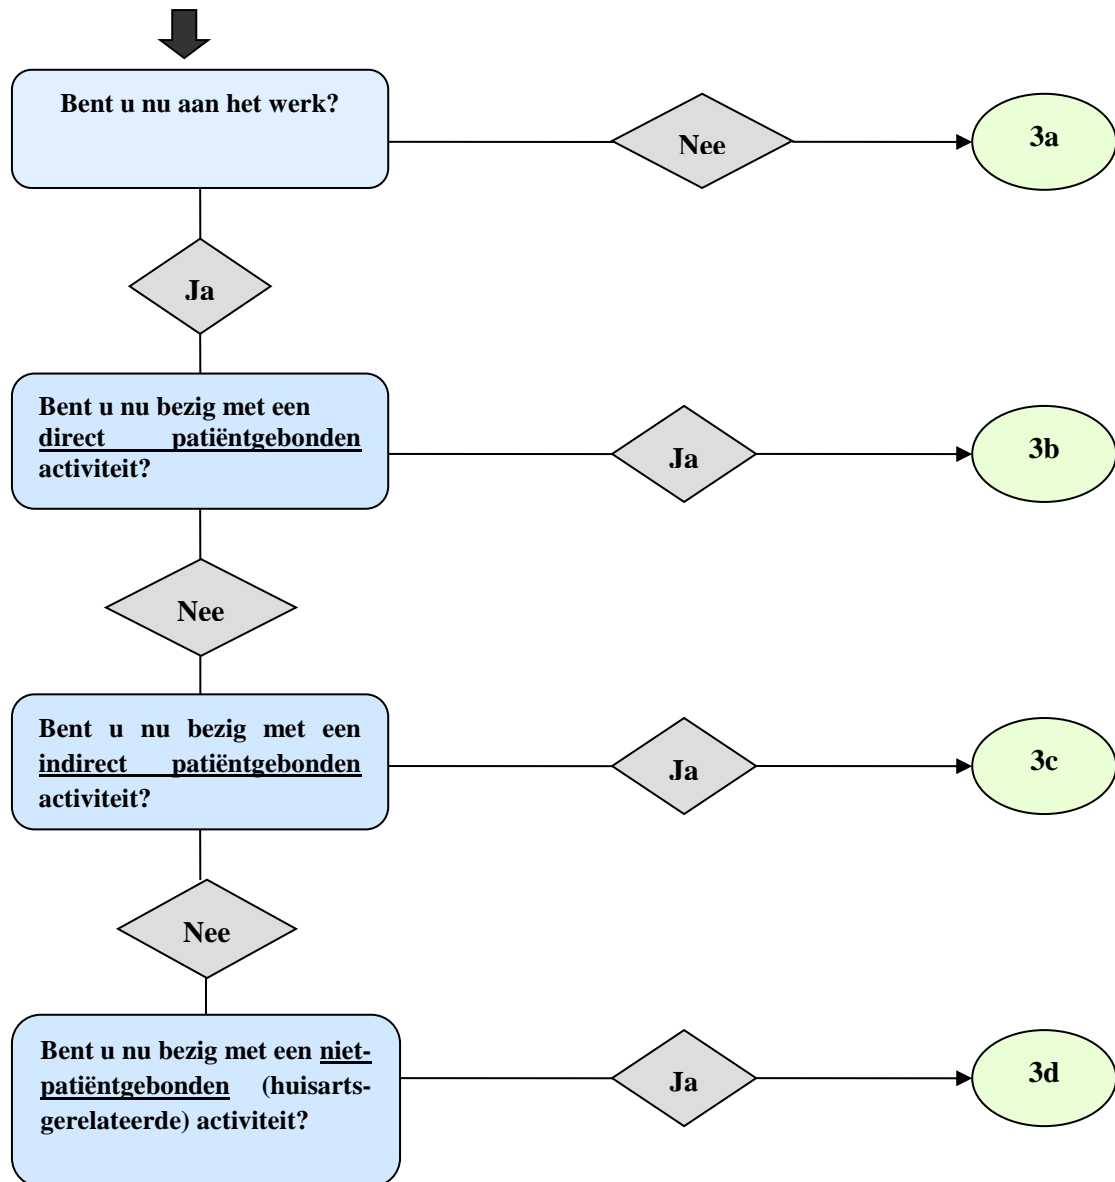 Bent u nu aan het werk?
Nee
3a
Ja
Bent u nu bezig met een
direct patiëntgebonden
activiteit?
Ja
3b
Nee
Bent u nu bezig met een
indirect patiëntgebonden
activiteit?
Ja
3c
Nee
Bent u nu bezig met een niet-
patiëntgebonden (huisarts-
gerelateerde) activiteit?
Ja
3d